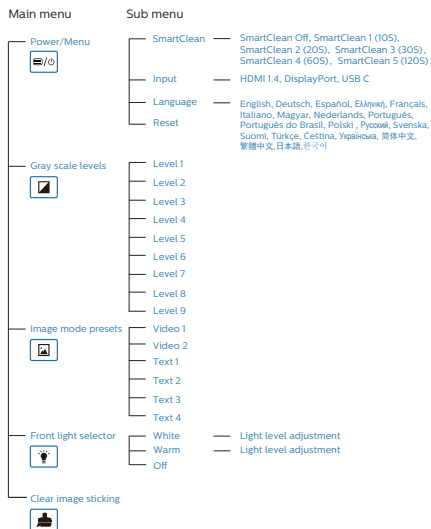 Main menu
Sub menu
Power/Menu
SmartClean
SmartClean Off, SmartClean 1 (10S),
SmartClean 2 (20S), SmartClean 3 (30S),
SmartClean 4 (60S), SmartClean 5 (120S)
Input
HDMI 1.4, DisplayPort, USB C
Language
English, Deutsch, Español, Ελληνική, Français,
Italiano, Magyar, Nederlands, Português,
Português do Brasil, Polski , Русский, Svenska,
Suomi, Türkçe, Čeština, Українська, 简体中文,
繁體中文,日本語,한국어
Reset
Gray scale levels
Level 1
Level 2
Level 3
Level 4
Level 5
Level 6
Level 7
Level 8
Level 9
Image mode presets
Video 1
Video 2
Text 1
Text 2
Text 3
Text 4
Front light selector
White
Light level adjustment
Warm
Light level adjustment
Off
Clear image sticking